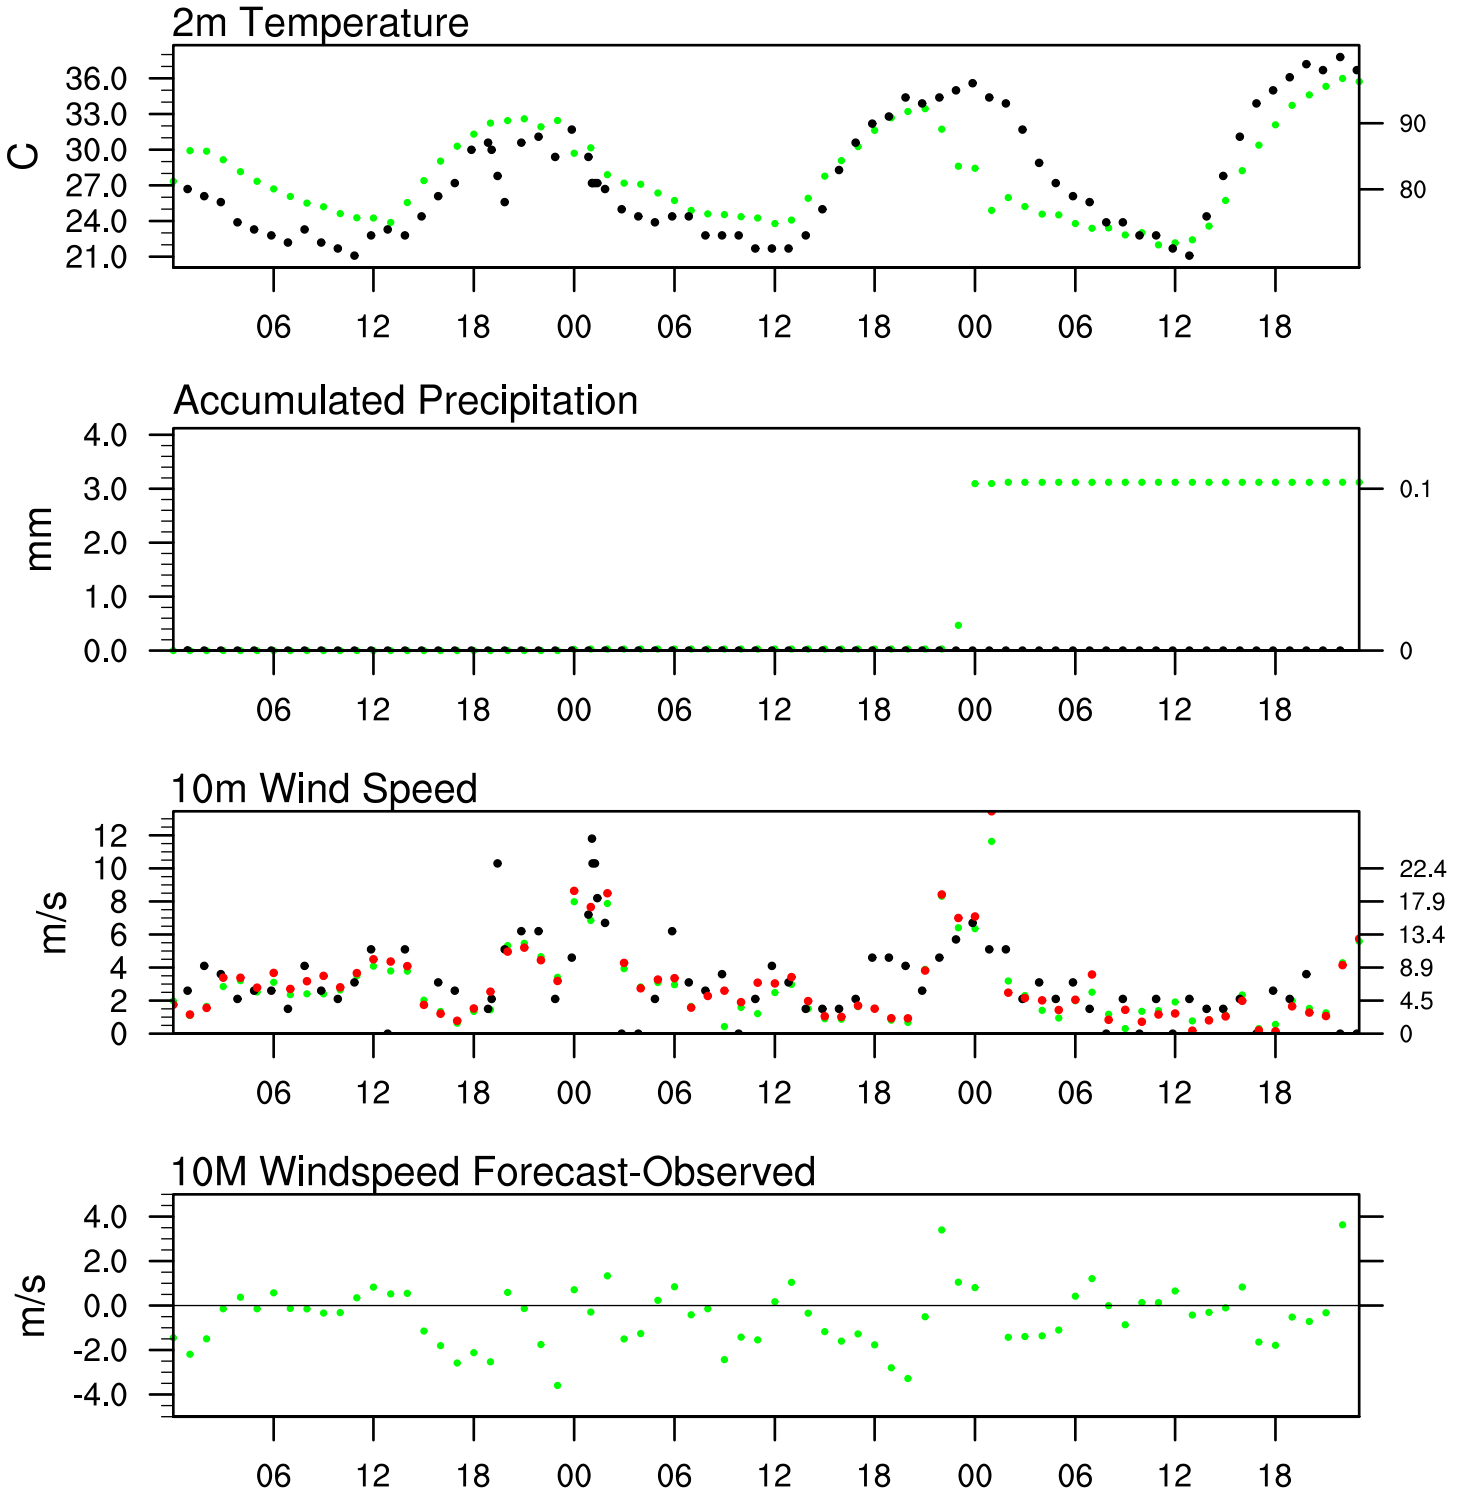 2m Temperature
36.0
33.0
30.0
27.0
24.0
21.0
C
90
80
06 12 18 00 06 12 18 00 06 12 18
Accumulated Precipitation
4.0
3.0
2.0
1.0
0.0
mm
0.1
0
06 12 18 00 06 12 18 00 06 12 18
10m Wind Speed
12
10
8
6
4
2
0
m/s
22.4
17.9
13.4
8.9
4.5
0
06 12 18 00 06 12 18 00 06 12 18
10M Windspeed Forecast-Observed
4.0
2.0
0.0
-2.0
-4.0
m/s
06 12 18 00 06 12 18 00 06 12 18